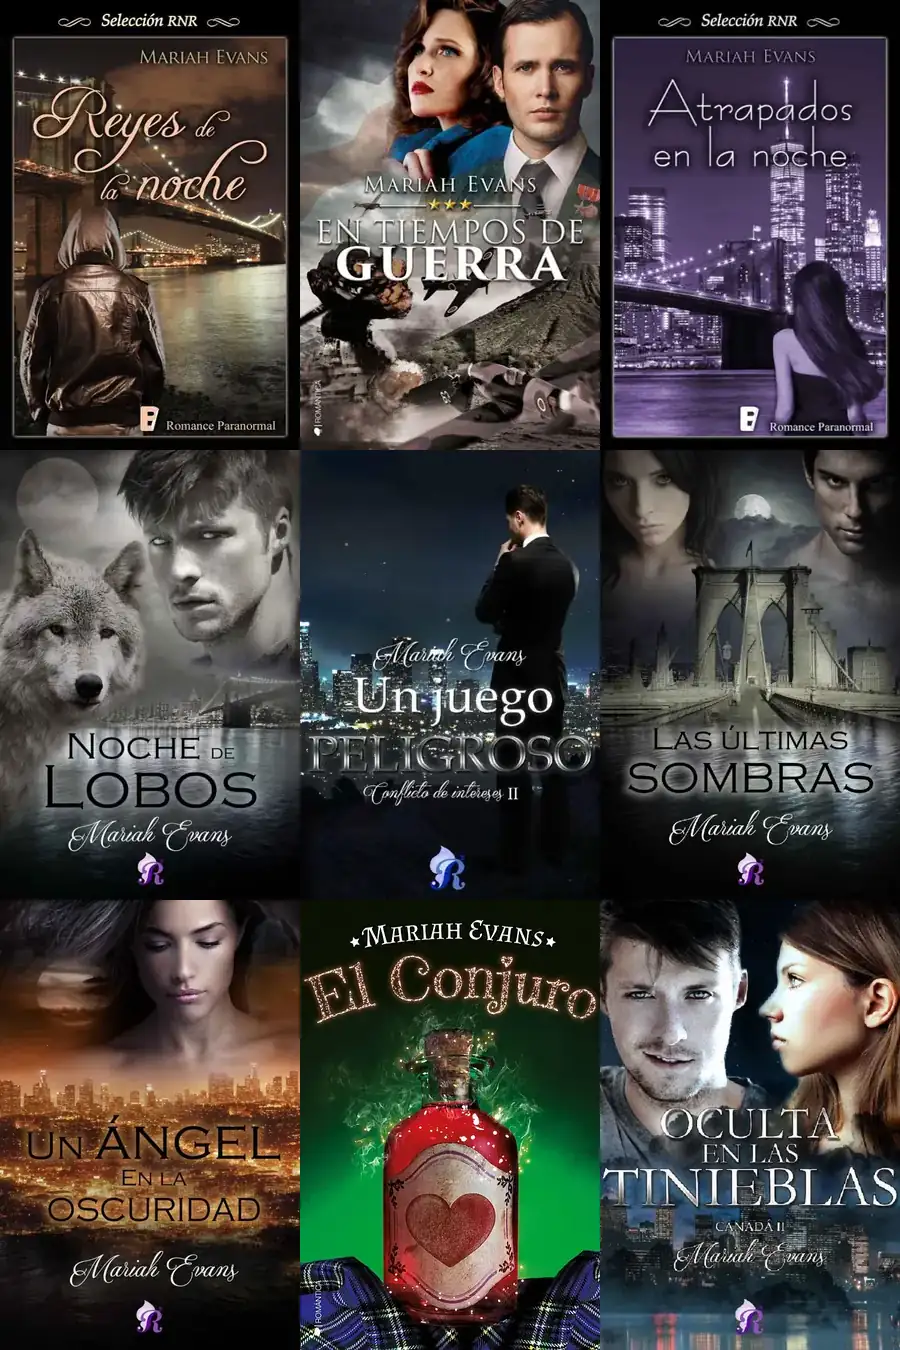 Selección RNR
MARIAH EVANS
Reyes de
la noche
B
Romance Paranormal
MARIAH EVANS
EN TIEMPOS DE
GUERRA
ROMÁNTICA
Selección RNR
MARIAH EVANS
Atrapados
en la noche
B
Romance Paranormal
NOCHE DE
LOBOS
Mariah Evans
R
Mariah Evans
Un juego
PELIGROSO
Conflicto de intereses II
R
LAS ÚLTIMAS
SOMBRAS
Mariah Evans
R
UN ÁNGEL
EN LA
OSCURIDAD
Mariah Evans
R
MARIAH EVANS
El Conjuro
ROMÁNTICA
OCULTA
EN LAS
TINIEBLAS
CANADÁ II
Mariah Evans
R